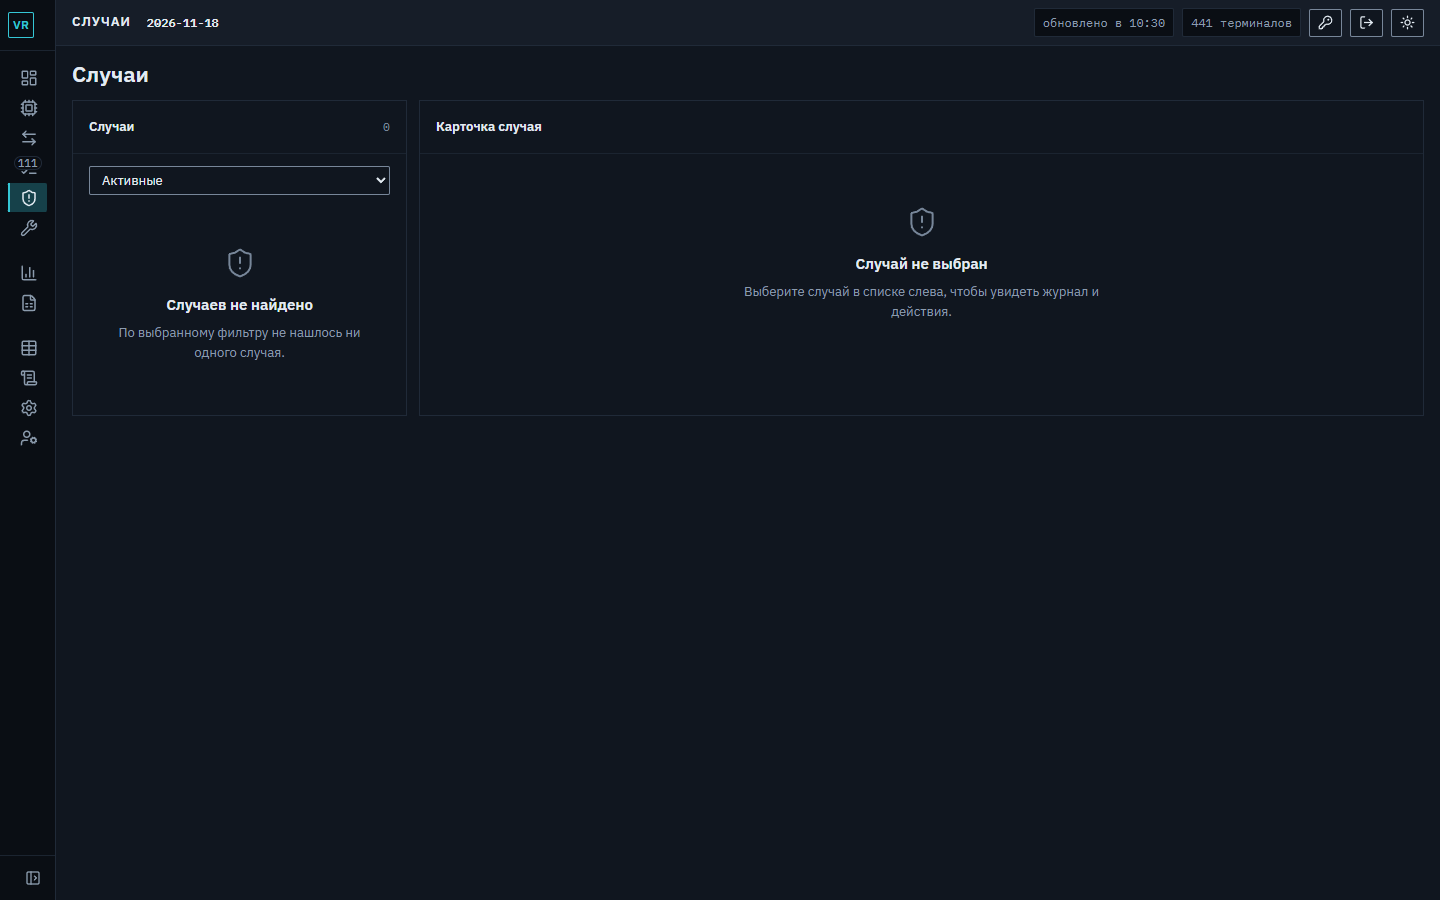 VR
СЛУЧАИ 2026-11-18
обновлено в 10:30
441 терминалов
111
Случаи
Случаи 0
Активные
Случаев не найдено
По выбранному фильтру не нашлось ни
одного случая.
Карточка случая
Случай не выбран
Выберите случай в списке слева, чтобы увидеть журнал и
действия.